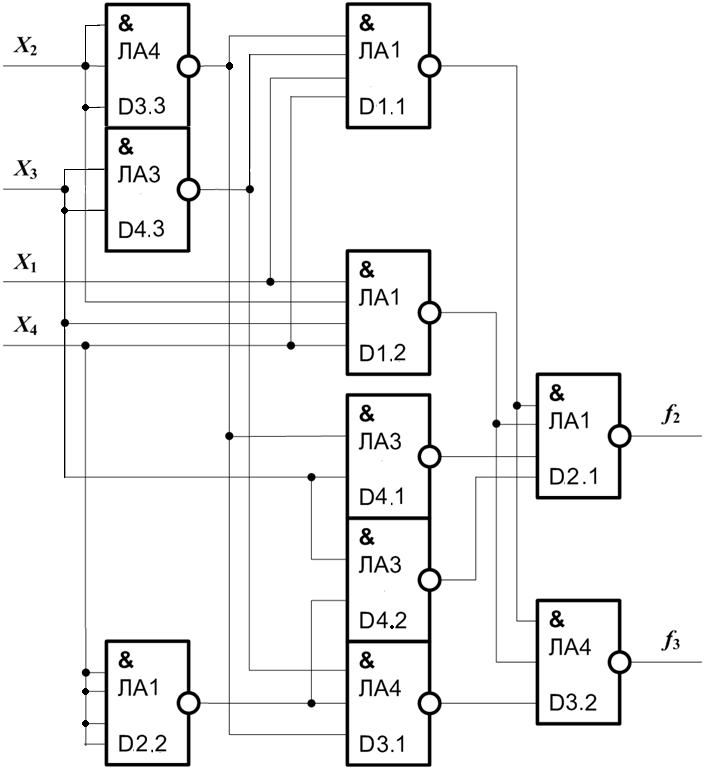 X₂
&
ЛА4
D3.3
&
ЛА1
D1.1
X₃
&
ЛА3
D4.3
X₁
X₄
&
ЛА1
D1.2
&
ЛА3
D4.1
&
ЛА1
D2.1
f₂
&
ЛА3
D4.2
&
ЛА4
D3.2
f₃
&
ЛА1
D2.2
&
ЛА4
D3.1